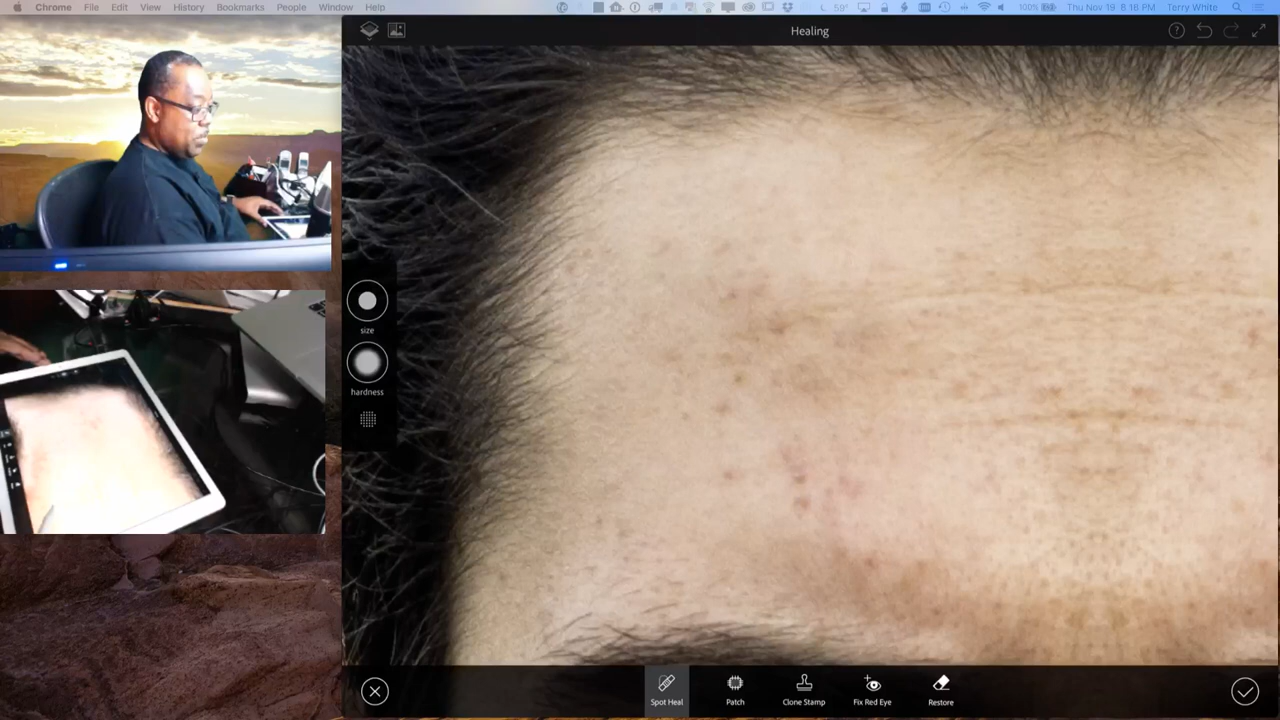 Chrome File Edit View History Bookmarks People Window Help 59° 100% Thu Nov 19 8:16 PM Terry White
Healing
size
hardness
Spot Heal Patch Clone Stamp Fix Red Eye Restore